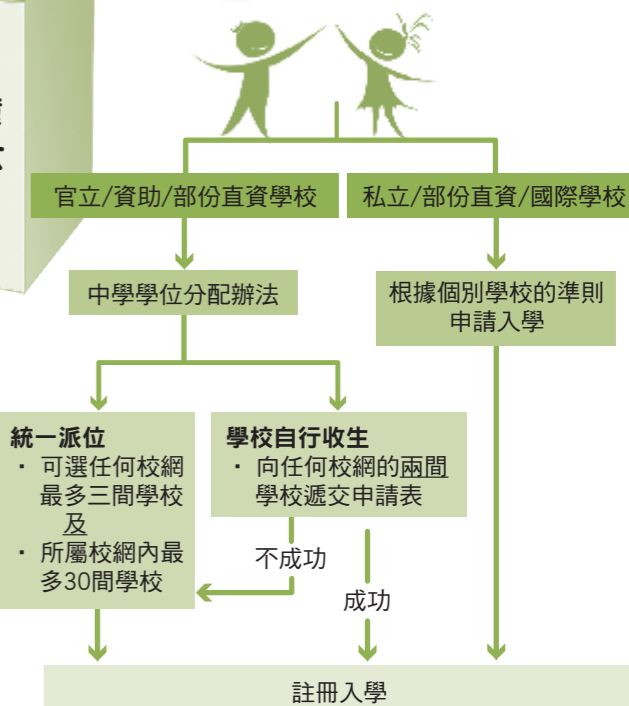 官立/資助/部份直資學校
私立/部份直資/國際學校
中學學位分配辦法
根據個別學校的準則
申請入學
統一派位
· 可選任何校網
最多三間學校
及
· 所屬校網內最
多30間學校
學校自行收生
· 向任何校網的兩間
學校遞交申請表
不成功
成功
註冊入學